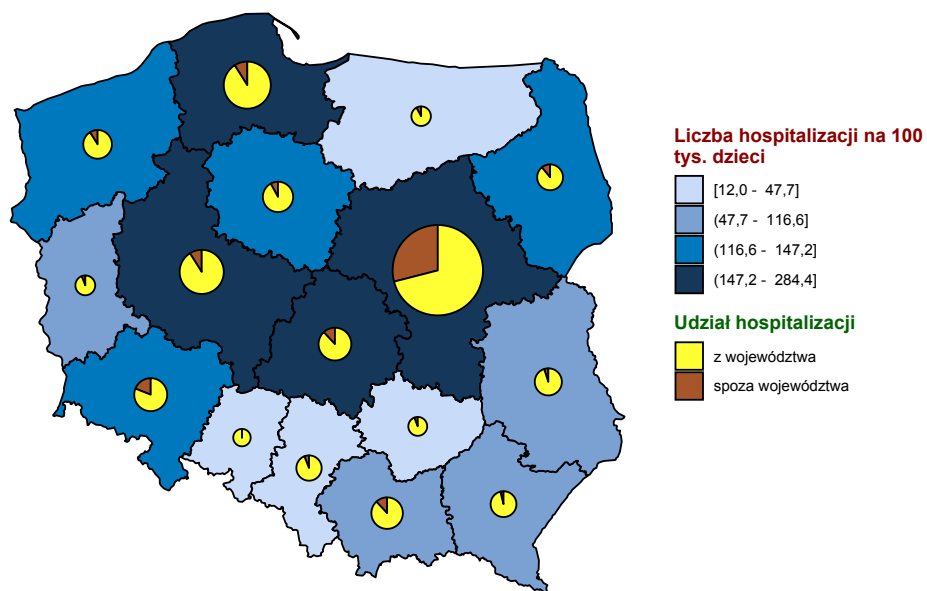 Liczba hospitalizacji na 100
tys. dzieci
[12,0 - 47,7]
(47,7 - 116,6]
(116,6 - 147,2]
(147,2 - 284,4]
Udział hospitalizacji
z województwa
spoza województwa